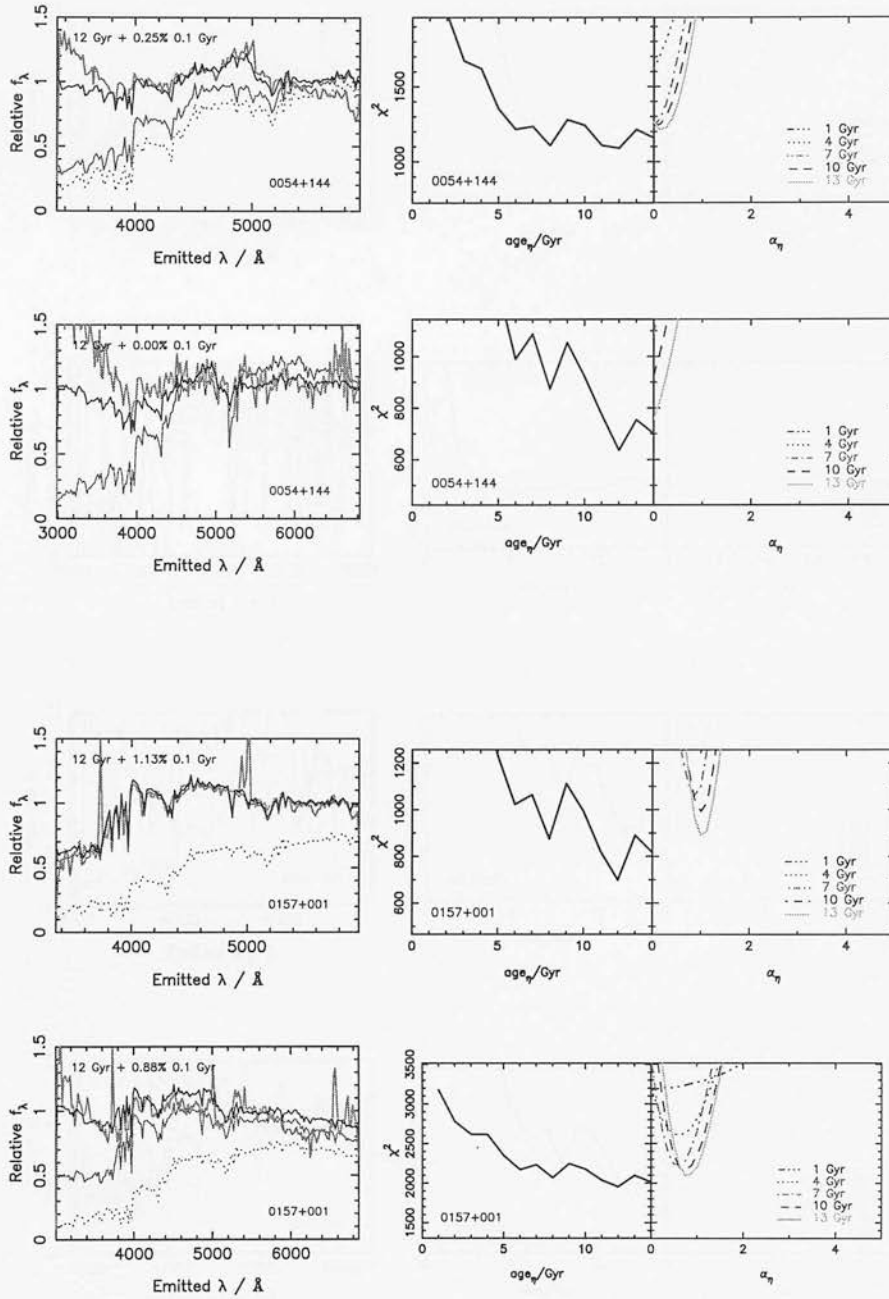 12 Gyr + 0.25% 0.1 Gyr
Relative f_λ
1.5
1
0.5
0
0054+144
4000
5000
Emitted λ / Å
χ²
1500
1000
0054+144
0
5
10
age_η/Gyr
1 Gyr
4 Gyr
7 Gyr
10 Gyr
13 Gyr
0
2
4
α_η
12 Gyr + 0.00% 0.1 Gyr
Relative f_λ
1.5
1
0.5
0
0054+144
3000
4000
5000
6000
Emitted λ / Å
χ²
1000
800
600
0054+144
0
5
10
age_η/Gyr
1 Gyr
4 Gyr
7 Gyr
10 Gyr
13 Gyr
0
2
4
α_η
12 Gyr + 1.13% 0.1 Gyr
Relative f_λ
1.5
1
0.5
0
0157+001
4000
5000
Emitted λ / Å
χ²
1200
1000
800
600
0157+001
0
5
10
age_η/Gyr
1 Gyr
4 Gyr
7 Gyr
10 Gyr
13 Gyr
0
2
4
α_η
12 Gyr + 0.88% 0.1 Gyr
Relative f_λ
1.5
1
0.5
0
0157+001
4000
5000
6000
Emitted λ / Å
χ²
3500
3000
2500
2000
1500
0157+001
0
5
10
age_η/Gyr
1 Gyr
4 Gyr
7 Gyr
10 Gyr
13 Gyr
0
2
4
α_η